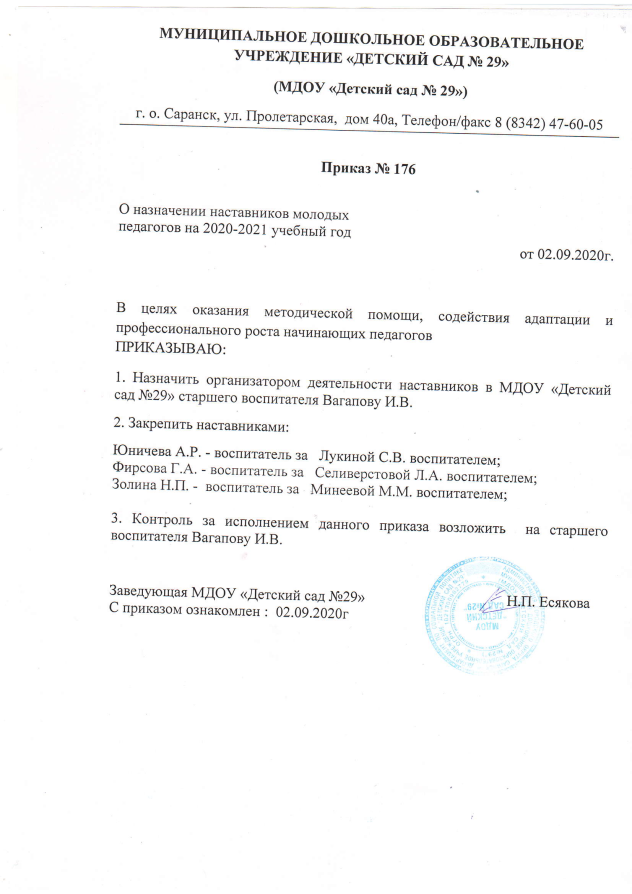 МУНИЦИПАЛЬНОЕ ДОШКОЛЬНОЕ ОБРАЗОВАТЕЛЬНОЕ
УЧРЕЖДЕНИЕ «ДЕТСКИЙ САД № 29»
(МДОУ «Детский сад № 29»)
г. о. Саранск, ул. Пролетарская, дом 40а, Телефон/факс 8 (8342) 47-60-05
Приказ № 176
О назначении наставников молодых
педагогов на 2020-2021 учебный год
от 02.09.2020г.
В целях оказания методической помощи, содействия адаптации и
профессионального роста начинающих педагогов
ПРИКАЗЫВАЮ:
1. Назначить организатором деятельности наставников в МДОУ «Детский
сад №29» старшего воспитателя Вагапову И.В.
2. Закрепить наставниками:
Юничева А.Р. - воспитатель за Лукиной С.В. воспитателем;
Фирсова Г.А. - воспитатель за Селиверстовой Л.А. воспитателем;
Золина Н.П. - воспитатель за Минеевой М.М. воспитателем;
3. Контроль за исполнением данного приказа возложить на старшего
воспитателя Вагапову И.В.
Заведующая МДОУ «Детский сад №29» Н.П. Есякова
С приказом ознакомлен : 02.09.2020г